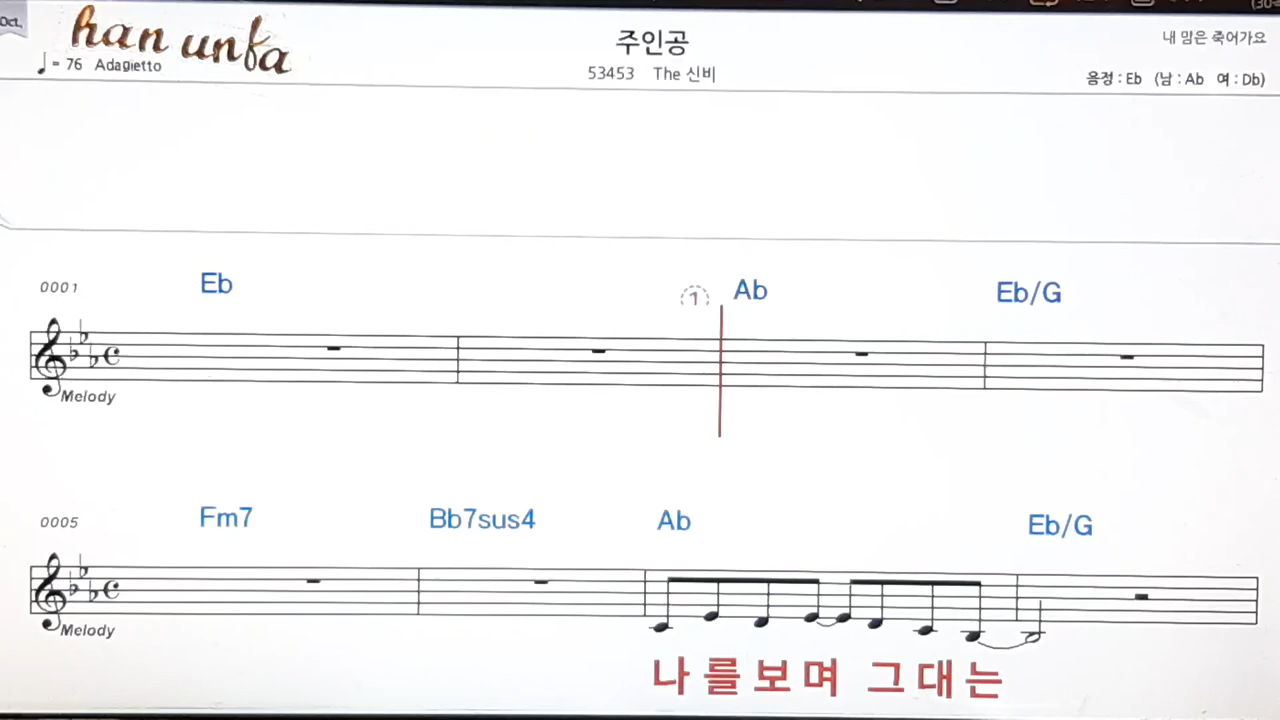 Oct.
han unfa
주인공
내 맘은 죽어가요
♩= 76 Adagietto
53453 The 신비
음정 : Eb (남 : Ab 여 : Db)
0001
Eb
1
Ab
Eb/G
Melody
0005
Fm7
Bb7sus4
Ab
Eb/G
Melody
나를보며 그대는